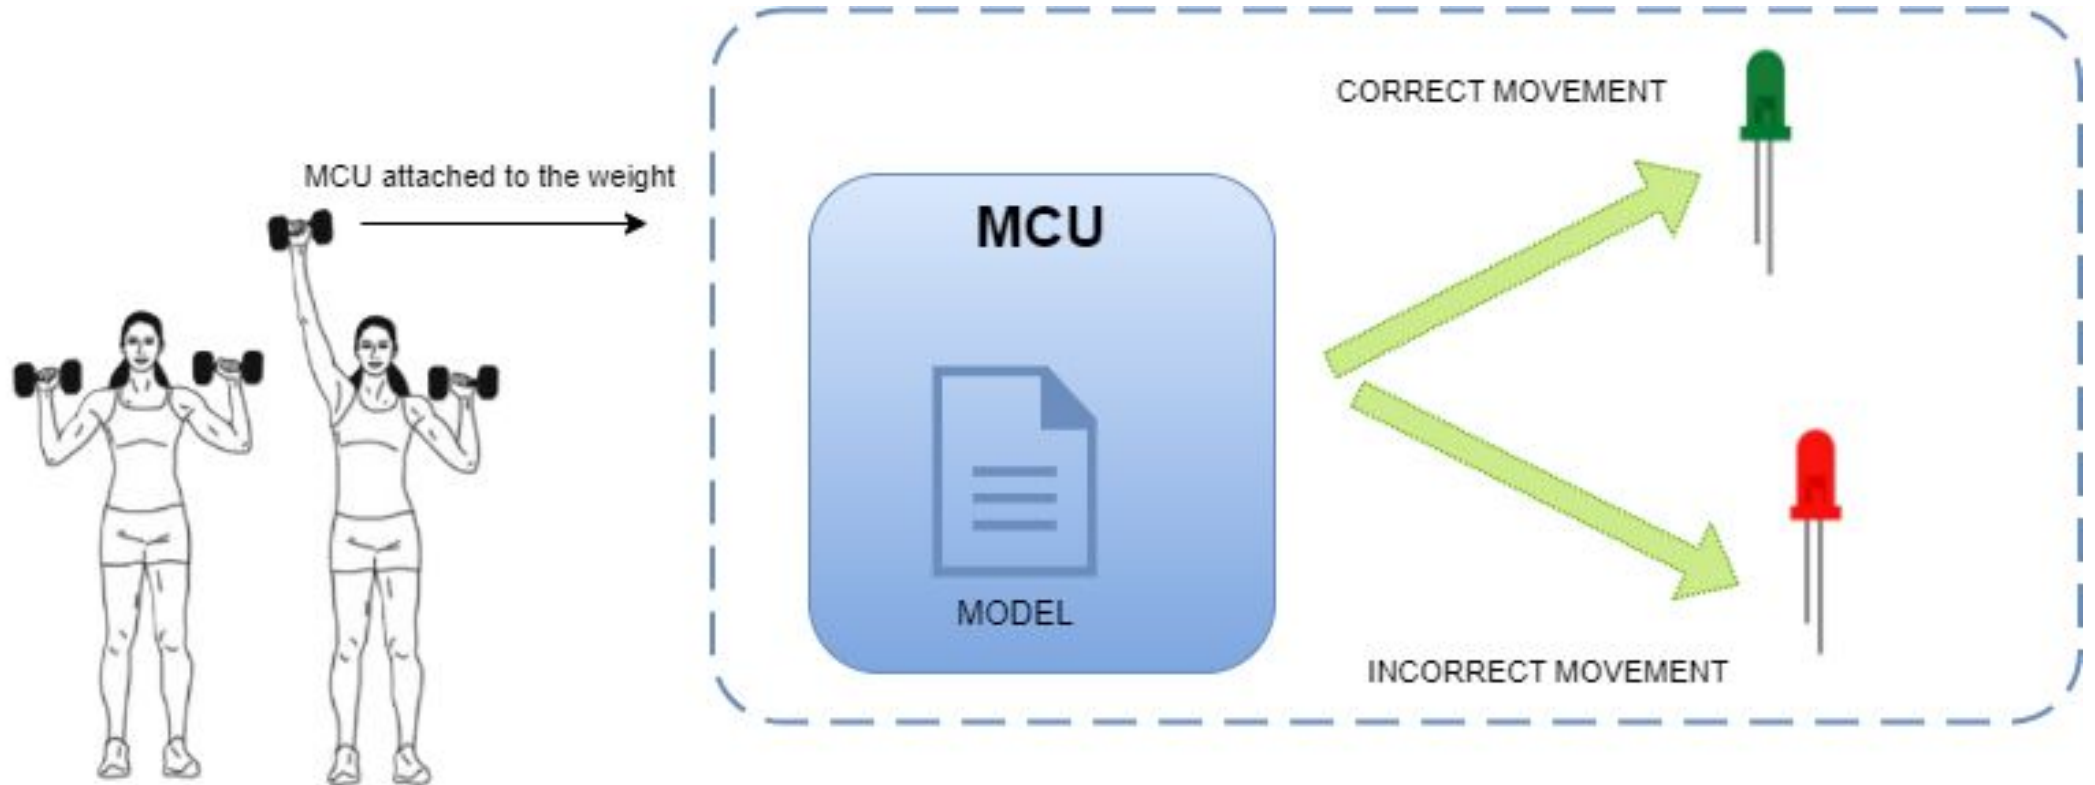 MCU attached to the weight
MCU
MODEL
CORRECT MOVEMENT
INCORRECT MOVEMENT